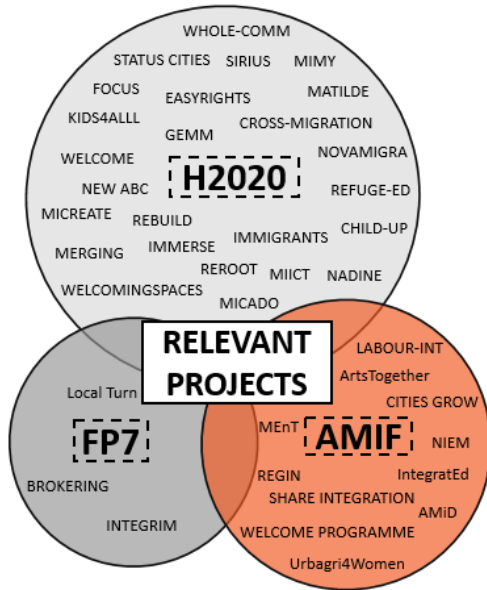 WHOLE-COMM
STATUS CITIES
SIRIUS
MIMY
FOCUS
EASYRIGHTS
MATILDE
KIDS4ALLL
GEMM
CROSS-MIGRATION
WELCOME
H2020
NOVAMIGRA
NEW ABC
REFUGE-ED
MICREATE
REBUILD
CHILD-UP
MERGING
IMMERSE
IMMIGRANTS
REROOT
MIICT
NADINE
WELCOMINGSPACES
MICADO
RELEVANT
PROJECTS
Local Turn
FP7
BROKERING
INTEGRIM
LABOUR-INT
ArtsTogether
CITIES GROW
MEnT
AMIF
NIEM
REGIN
IntegratEd
SHARE INTEGRATION
AMiD
WELCOME PROGRAMME
Urbagri4Women